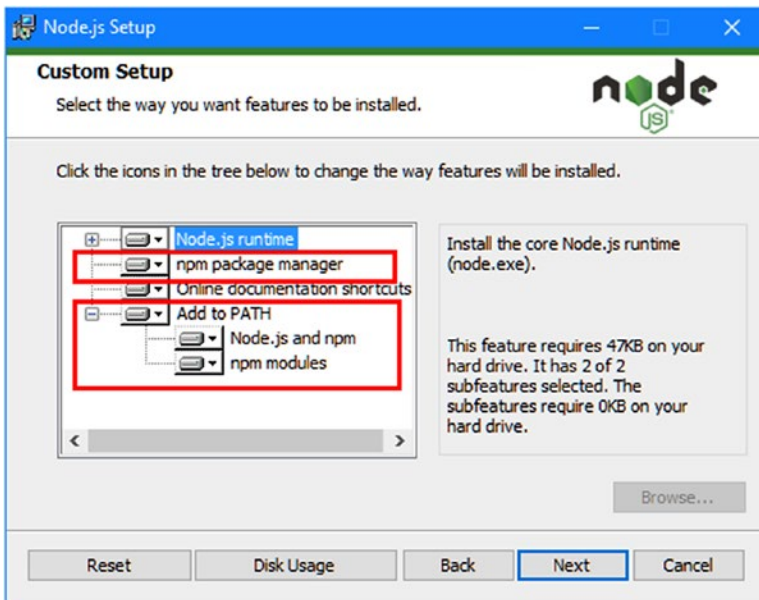 Node.js Setup
Custom Setup
Select the way you want features to be installed.
node
JS
Click the icons in the tree below to change the way features will be installed.
Node.js runtime
npm package manager
Online documentation shortcuts
Add to PATH
Node.js and npm
npm modules
Install the core Node.js runtime
(node.exe).
This feature requires 47KB on your
hard drive. It has 2 of 2
subfeatures selected. The
subfeatures require 0KB on your
hard drive.
Browse...
Reset
Disk Usage
Back
Next
Cancel